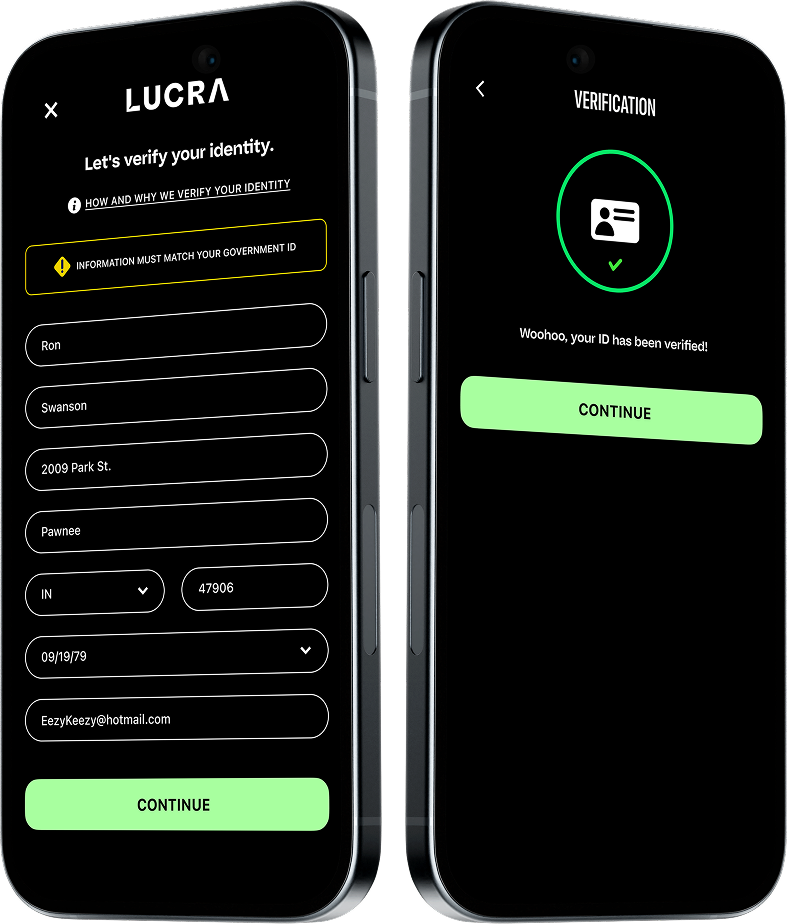 LUCRA
Let's verify your identity.
HOW AND WHY WE VERIFY YOUR IDENTITY
INFORMATION MUST MATCH YOUR GOVERNMENT ID
Ron
Swanson
2009 Park St.
Pawnee
IN
47906
09/19/79
EezyKeezy@hotmail.com
CONTINUE
VERIFICATION
Woohoo, your ID has been verified!
CONTINUE